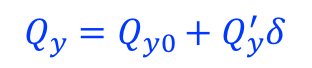 Q_y = Q_{y0} + Q'_y δ